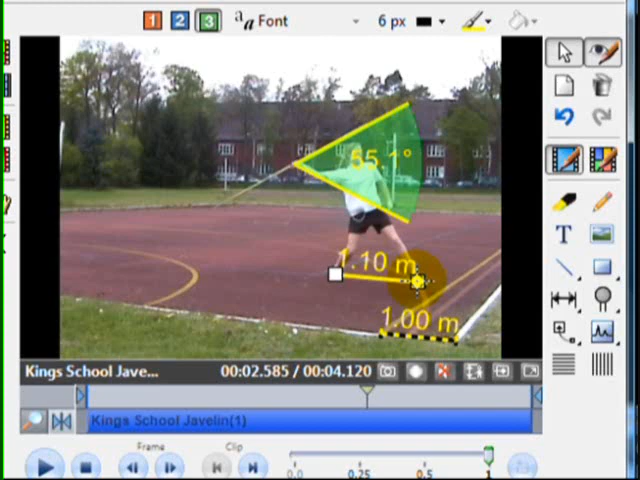 1 2 3 aa Font 6 px
55.1°
1.10 m
1.00 m
Kings School Jave... 00:02.585 / 00:04.120
Kings School Javelin(1)
Frame Clip
0.0 0.25 0.5 1
T